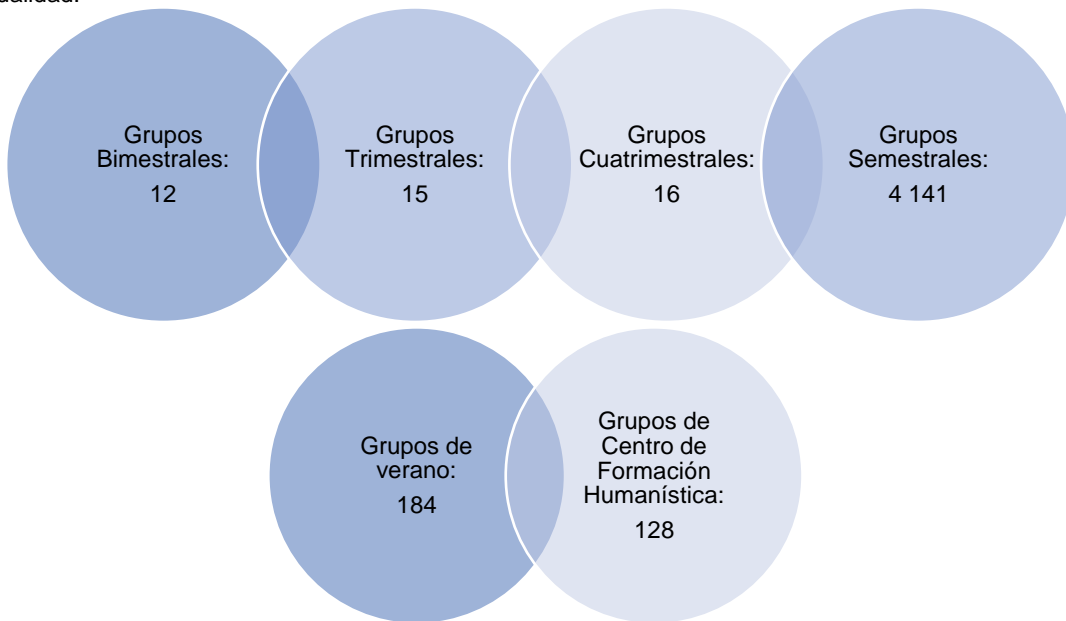 Grupos
Bimestrales:
12
Grupos
Trimestrales:
15
Grupos
Cuatrimestrales:
16
Grupos
Semestrales:
4 141
Grupos de
verano:
184
Grupos de
Centro de
Formación
Humanística:
128